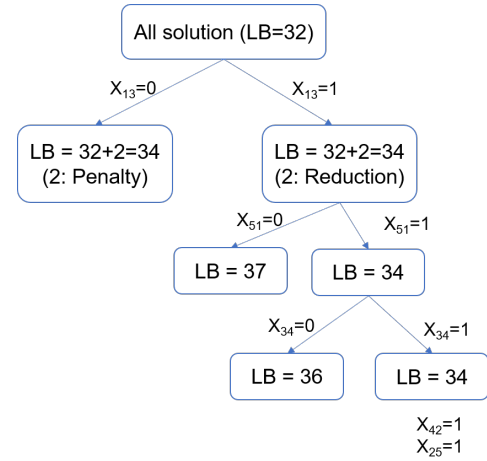 All solution (LB=32)
X₁₃=0
X₁₃=1
LB = 32+2=34
(2: Penalty)
LB = 32+2=34
(2: Reduction)
X₅₁=0
X₅₁=1
LB = 37
LB = 34
X₃₄=0
X₃₄=1
LB = 36
LB = 34
X₄₂=1
X₂₅=1